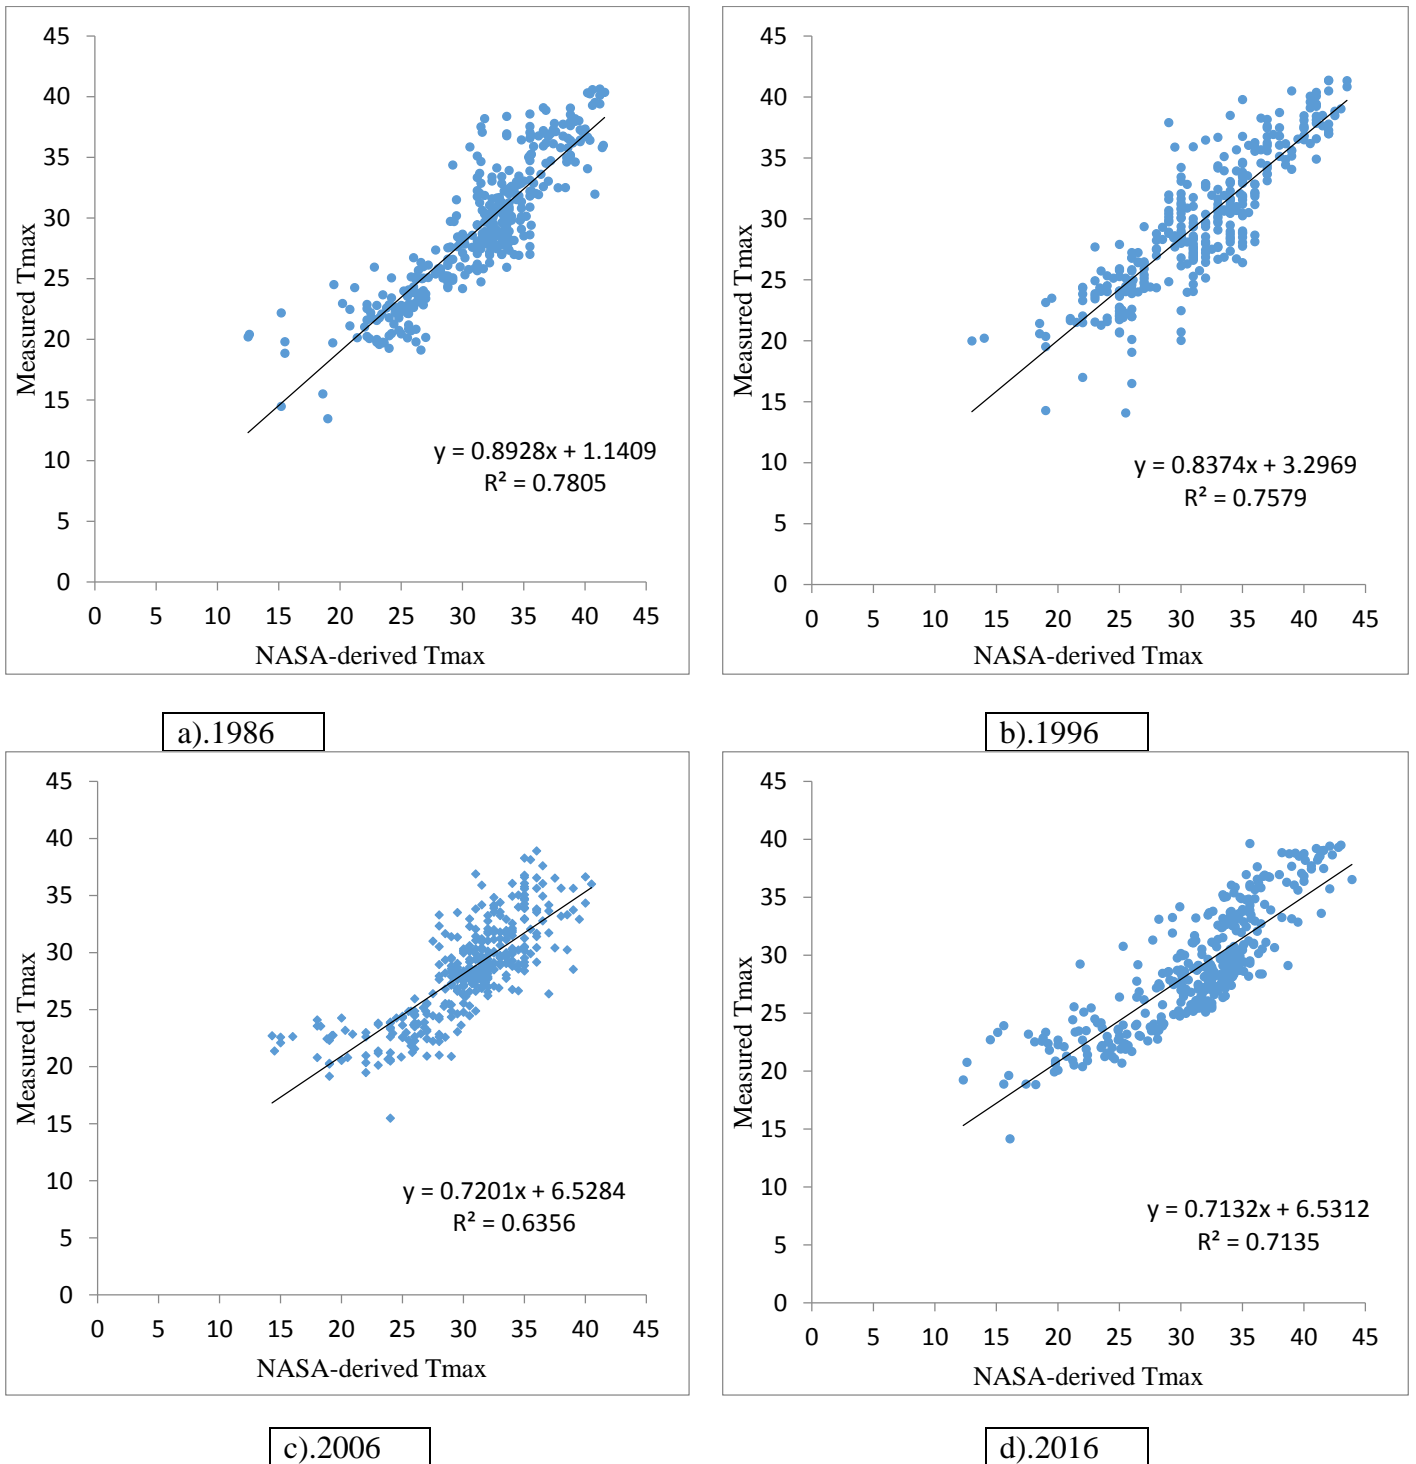 45
40
35
30
25
20
15
10
5
0
Measured Tmax
y = 0.8928x + 1.1409
R² = 0.7805
0 5 10 15 20 25 30 35 40 45
NASA-derived Tmax
a).1986
45
40
35
30
25
20
15
10
5
0
Measured Tmax
y = 0.8374x + 3.2969
R² = 0.7579
0 5 10 15 20 25 30 35 40 45
NASA-derived Tmax
b).1996
45
40
35
30
25
20
15
10
5
0
Measured Tmax
y = 0.7201x + 6.5284
R² = 0.6356
0 5 10 15 20 25 30 35 40 45
NASA-derived Tmax
c).2006
45
40
35
30
25
20
15
10
5
0
Measured Tmax
y = 0.7132x + 6.5312
R² = 0.7135
0 5 10 15 20 25 30 35 40 45
NASA-derived Tmax
d).2016